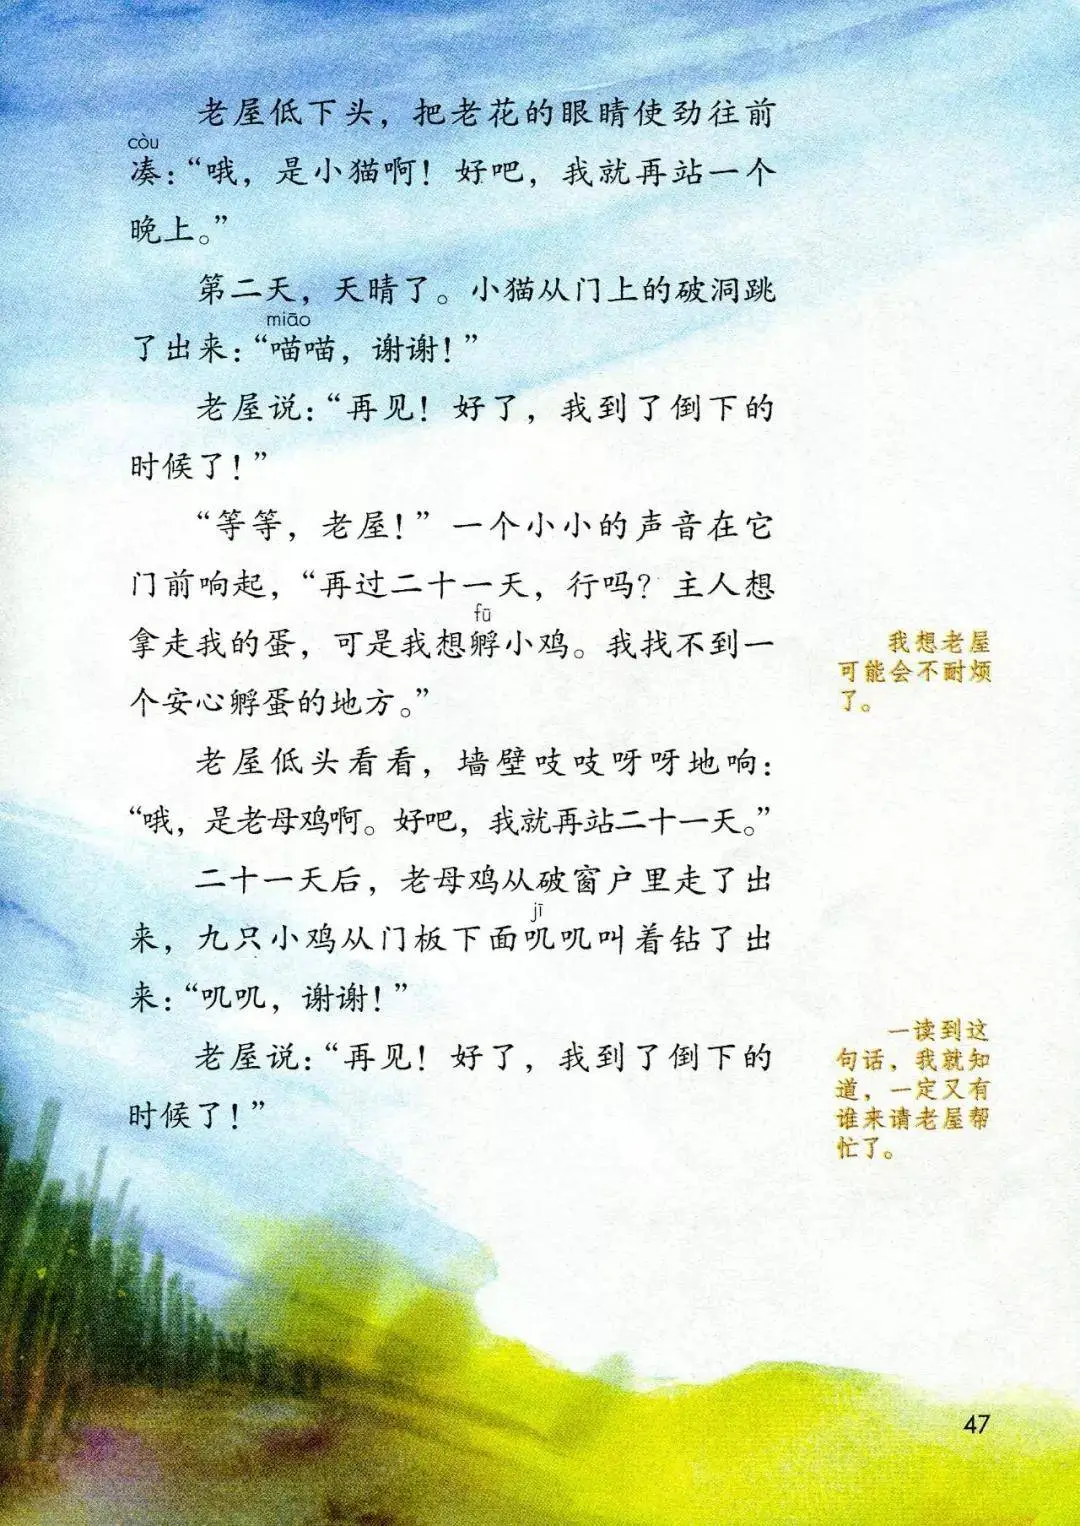 老屋低下头，把老花的眼睛使劲往前
còu
凑：“哦，是小猫啊！好吧，我就再站一个
晚上。”
第二天，天晴了。小猫从门上的破洞跳
miāo
了出来：“喵喵，谢谢！”
老屋说：“再见！好了，我到了倒下的
时候了！”
“等等，老屋！”一个小小的声音在它
门前响起，“再过二十一天，行吗？主人想
fū
拿走我的蛋，可是我想孵小鸡。我找不到一
个安心孵蛋的地方。”
我想老屋
可能会不耐烦
了。
老屋低头看看，墙壁吱吱呀呀地响：
“哦，是老母鸡啊。好吧，我就再站二十一天。”
二十一天后，老母鸡从破窗户里走了出
jī
来，九只小鸡从门板下面叽叽叫着钻了出
来：“叽叽，谢谢！”
老屋说：“再见！好了，我到了倒下的
时候了！”
一读到这
句话，我就知
道，一定又有
谁来请老屋帮
忙了。
47